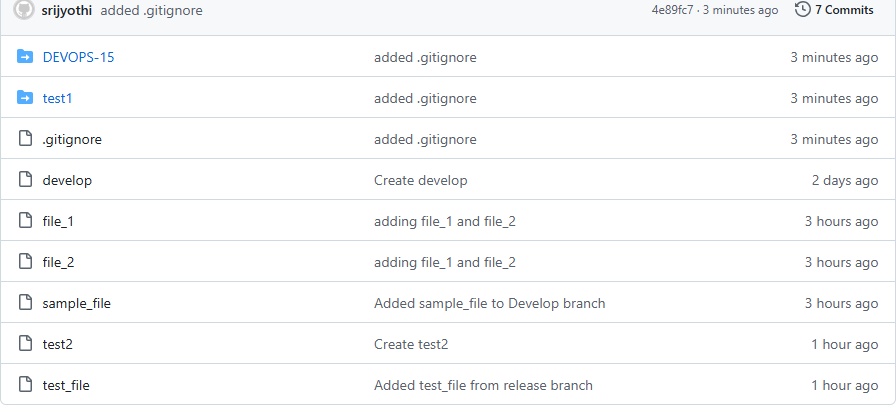 srijyothi added .gitignore 4e89fc7 · 3 minutes ago 7 Commits
DEVOPS-15 added .gitignore 3 minutes ago
test1 added .gitignore 3 minutes ago
.gitignore added .gitignore 3 minutes ago
develop Create develop 2 days ago
file_1 adding file_1 and file_2 3 hours ago
file_2 adding file_1 and file_2 3 hours ago
sample_file Added sample_file to Develop branch 3 hours ago
test2 Create test2 1 hour ago
test_file Added test_file from release branch 1 hour ago